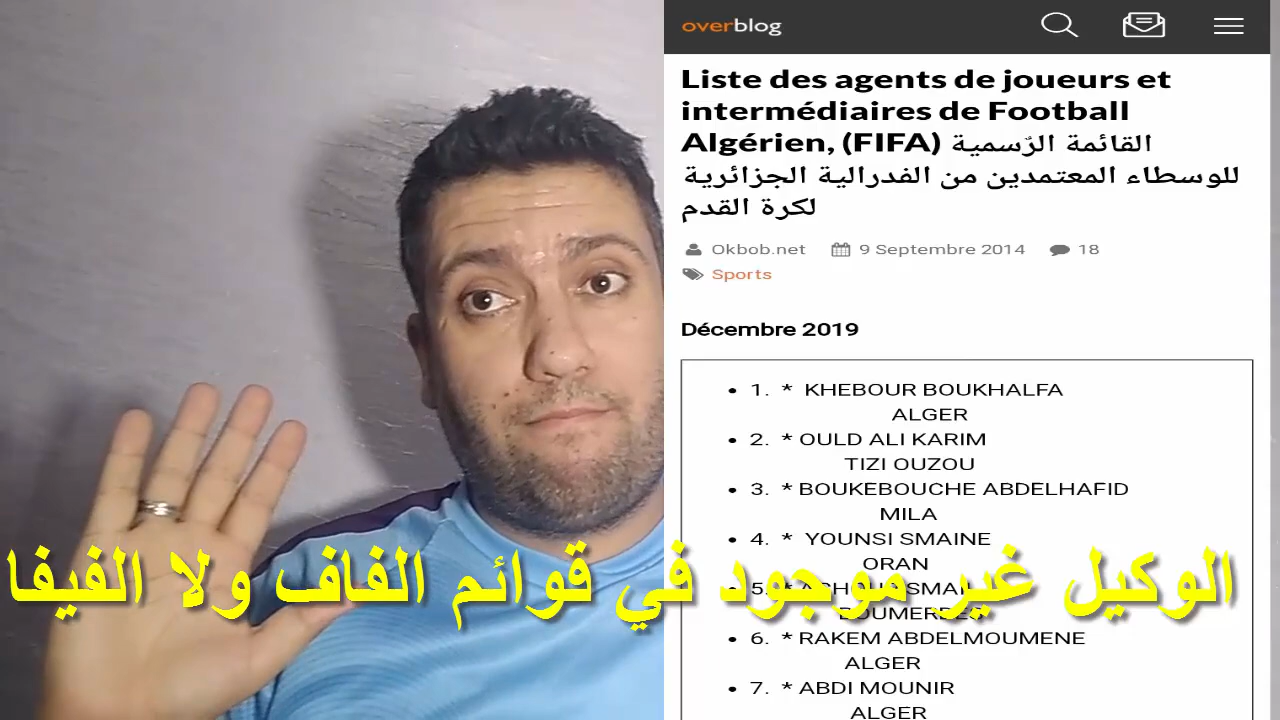 overblog
Liste des agents de joueurs et
intermédiaires de Football
Algérien, (FIFA) القائمة الرّسمية
للوسطاء المعتمدين من الفدرالية الجزائرية
لكرة القدم
Okbob.net 9 Septembre 2014 18
Sports
Décembre 2019
1. * KHEBOUR BOUKHALFA
ALGER
2. * OULD ALI KARIM
TIZI OUZOU
3. * BOUKEBOUCHE ABDELHAFID
MILA
4. * YOUNSI SMAINE
ORAN
الوكيل غير موجود في قوائم الفاف ولا الفيفا
5. *
BOUMERDES
6. * RAKEM ABDELMOUMENE
ALGER
7. * ABDI MOUNIR
ALGER